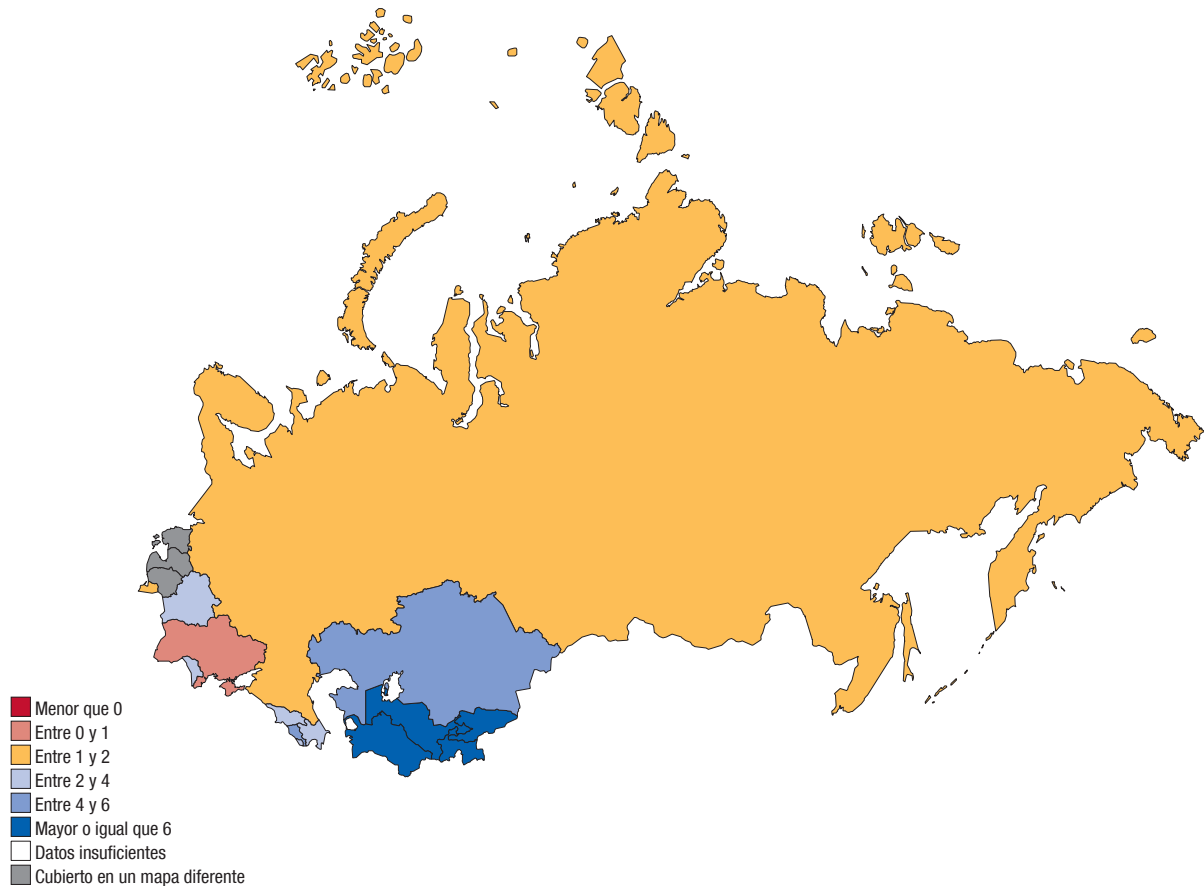 Menor que 0
Entre 0 y 1
Entre 1 y 2
Entre 2 y 4
Entre 4 y 6
Mayor o igual que 6
Datos insuficientes
Cubierto en un mapa diferente